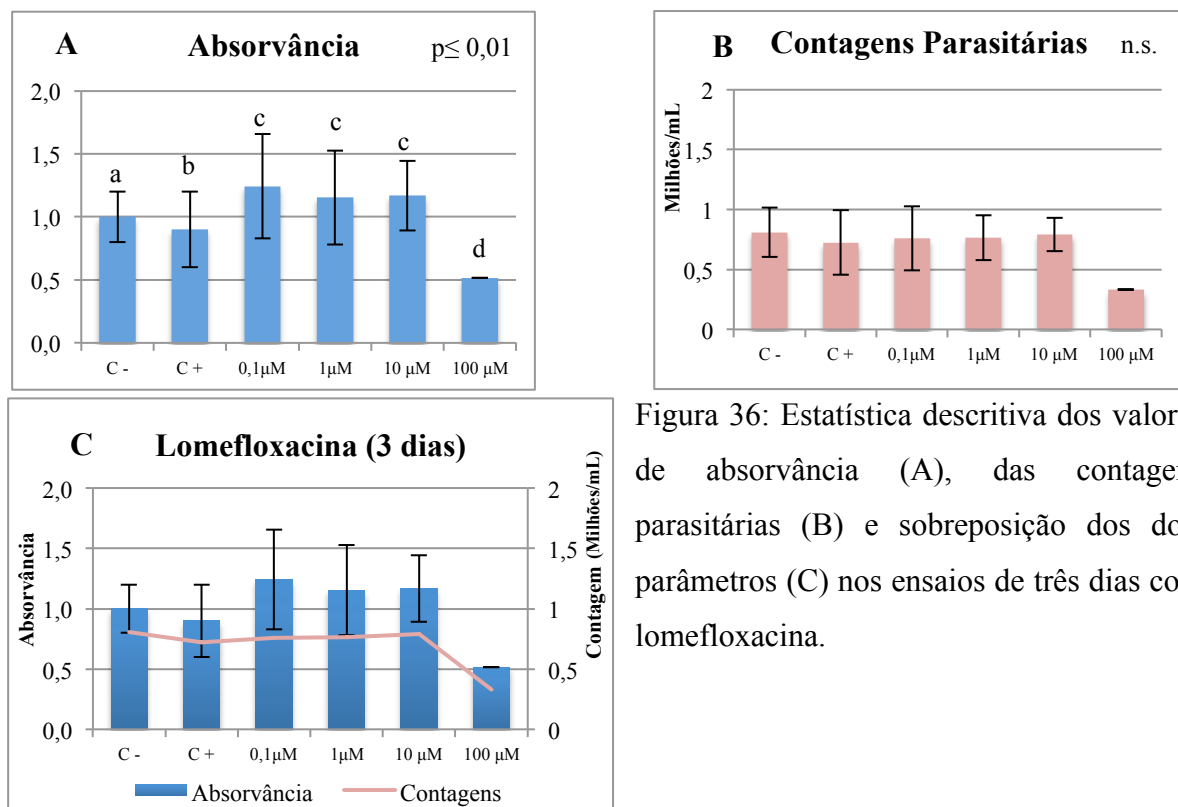 A Absorvância p≤ 0,01
2,0
1,5
1,0
0,5
0,0
a
b
c
c
c
d
C - C + 0,1μM 1μM 10 μM 100 μM
B Contagens Parasitárias n.s.
Milhões/mL
2
1,5
1
0,5
0
C - C + 0,1μM 1μM 10 μM 100 μM
C Lomefloxacina (3 dias)
Absorvância
2,0
1,5
1,0
0,5
0,0
Contagem (Milhões/mL)
2
1,5
1
0,5
0
C - C + 0,1μM 1μM 10 μM 100 μM
Absorvância Contagens
Figura 36: Estatística descritiva dos valor
de absorvância (A), das contage
parasitárias (B) e sobreposição dos do
parâmetros (C) nos ensaios de três dias co
lomefloxacina.